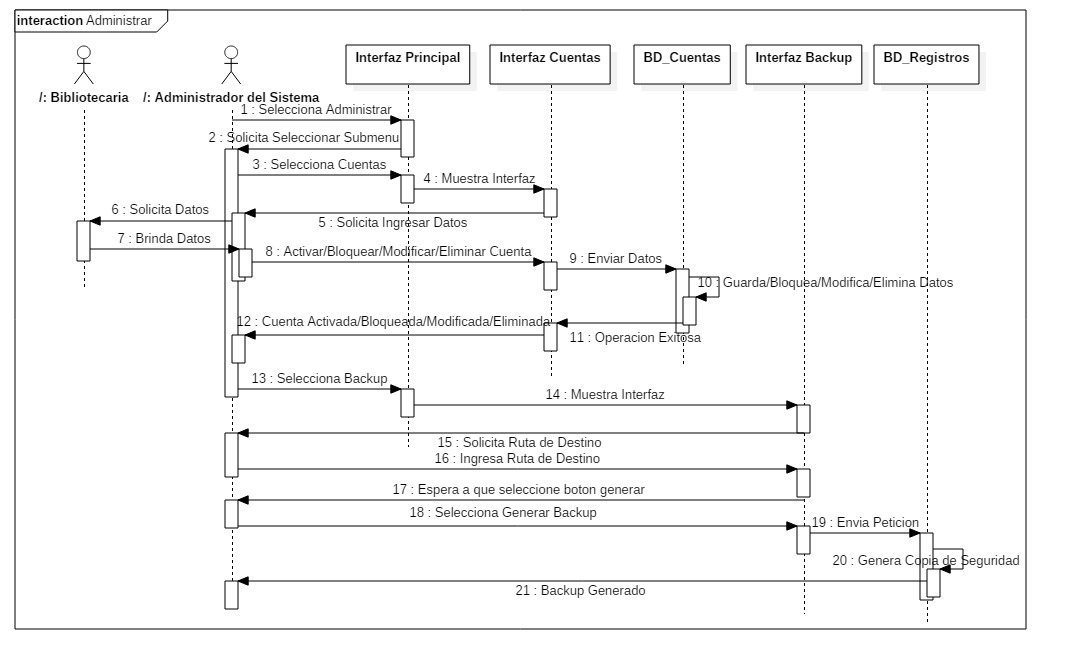 interaction Administrar
Interfaz Principal
Interfaz Cuentas
BD_Cuentas
Interfaz Backup
BD_Registros
/: Bibliotecaria
/: Administrador del Sistema
1 : Selecciona Administrar
2 : Solicita Seleccionar Submenu
3 : Selecciona Cuentas
4 : Muestra Interfaz
5 : Solicita Ingresar Datos
6 : Solicita Datos
7 : Brinda Datos
8 : Activar/Bloquear/Modificar/Eliminar Cuenta
9 : Enviar Datos
10 : Guarda/Bloquea/Modifica/Elimina Datos
11 : Operacion Exitosa
12 : Cuenta Activada/Bloqueada/Modificada/Eliminada
13 : Selecciona Backup
14 : Muestra Interfaz
15 : Solicita Ruta de Destino
16 : Ingresa Ruta de Destino
17 : Espera a que seleccione boton generar
18 : Selecciona Generar Backup
19 : Envia Peticion
20 : Genera Copia de Seguridad
21 : Backup Generado